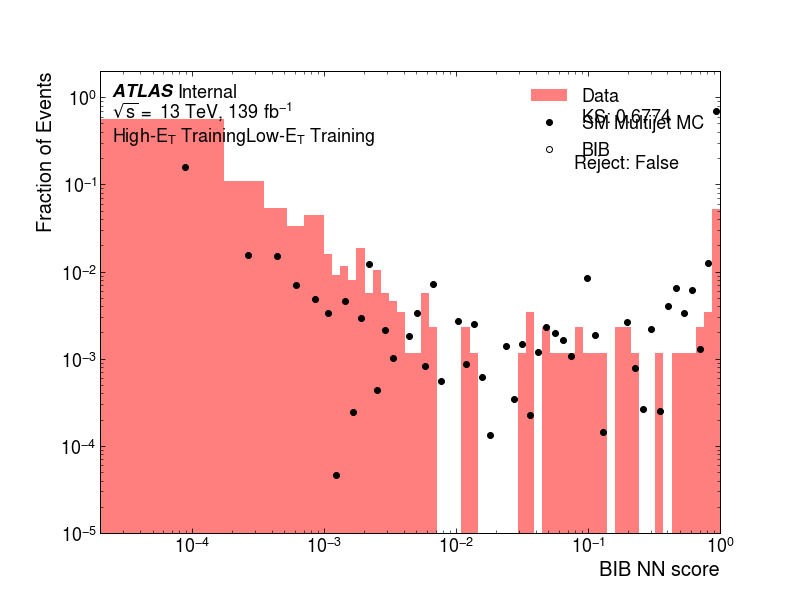 ATLAS Internal
√s = 13 TeV, 139 fb⁻¹
High-E_T TrainingLow-E_T Training
Data
KS: 0.6774
SM Multijet MC
BIB
Reject: False
Fraction of Events
10⁰
10⁻¹
10⁻²
10⁻³
10⁻⁴
10⁻⁵
10⁻⁴
10⁻³
10⁻²
10⁻¹
10⁰
BIB NN score